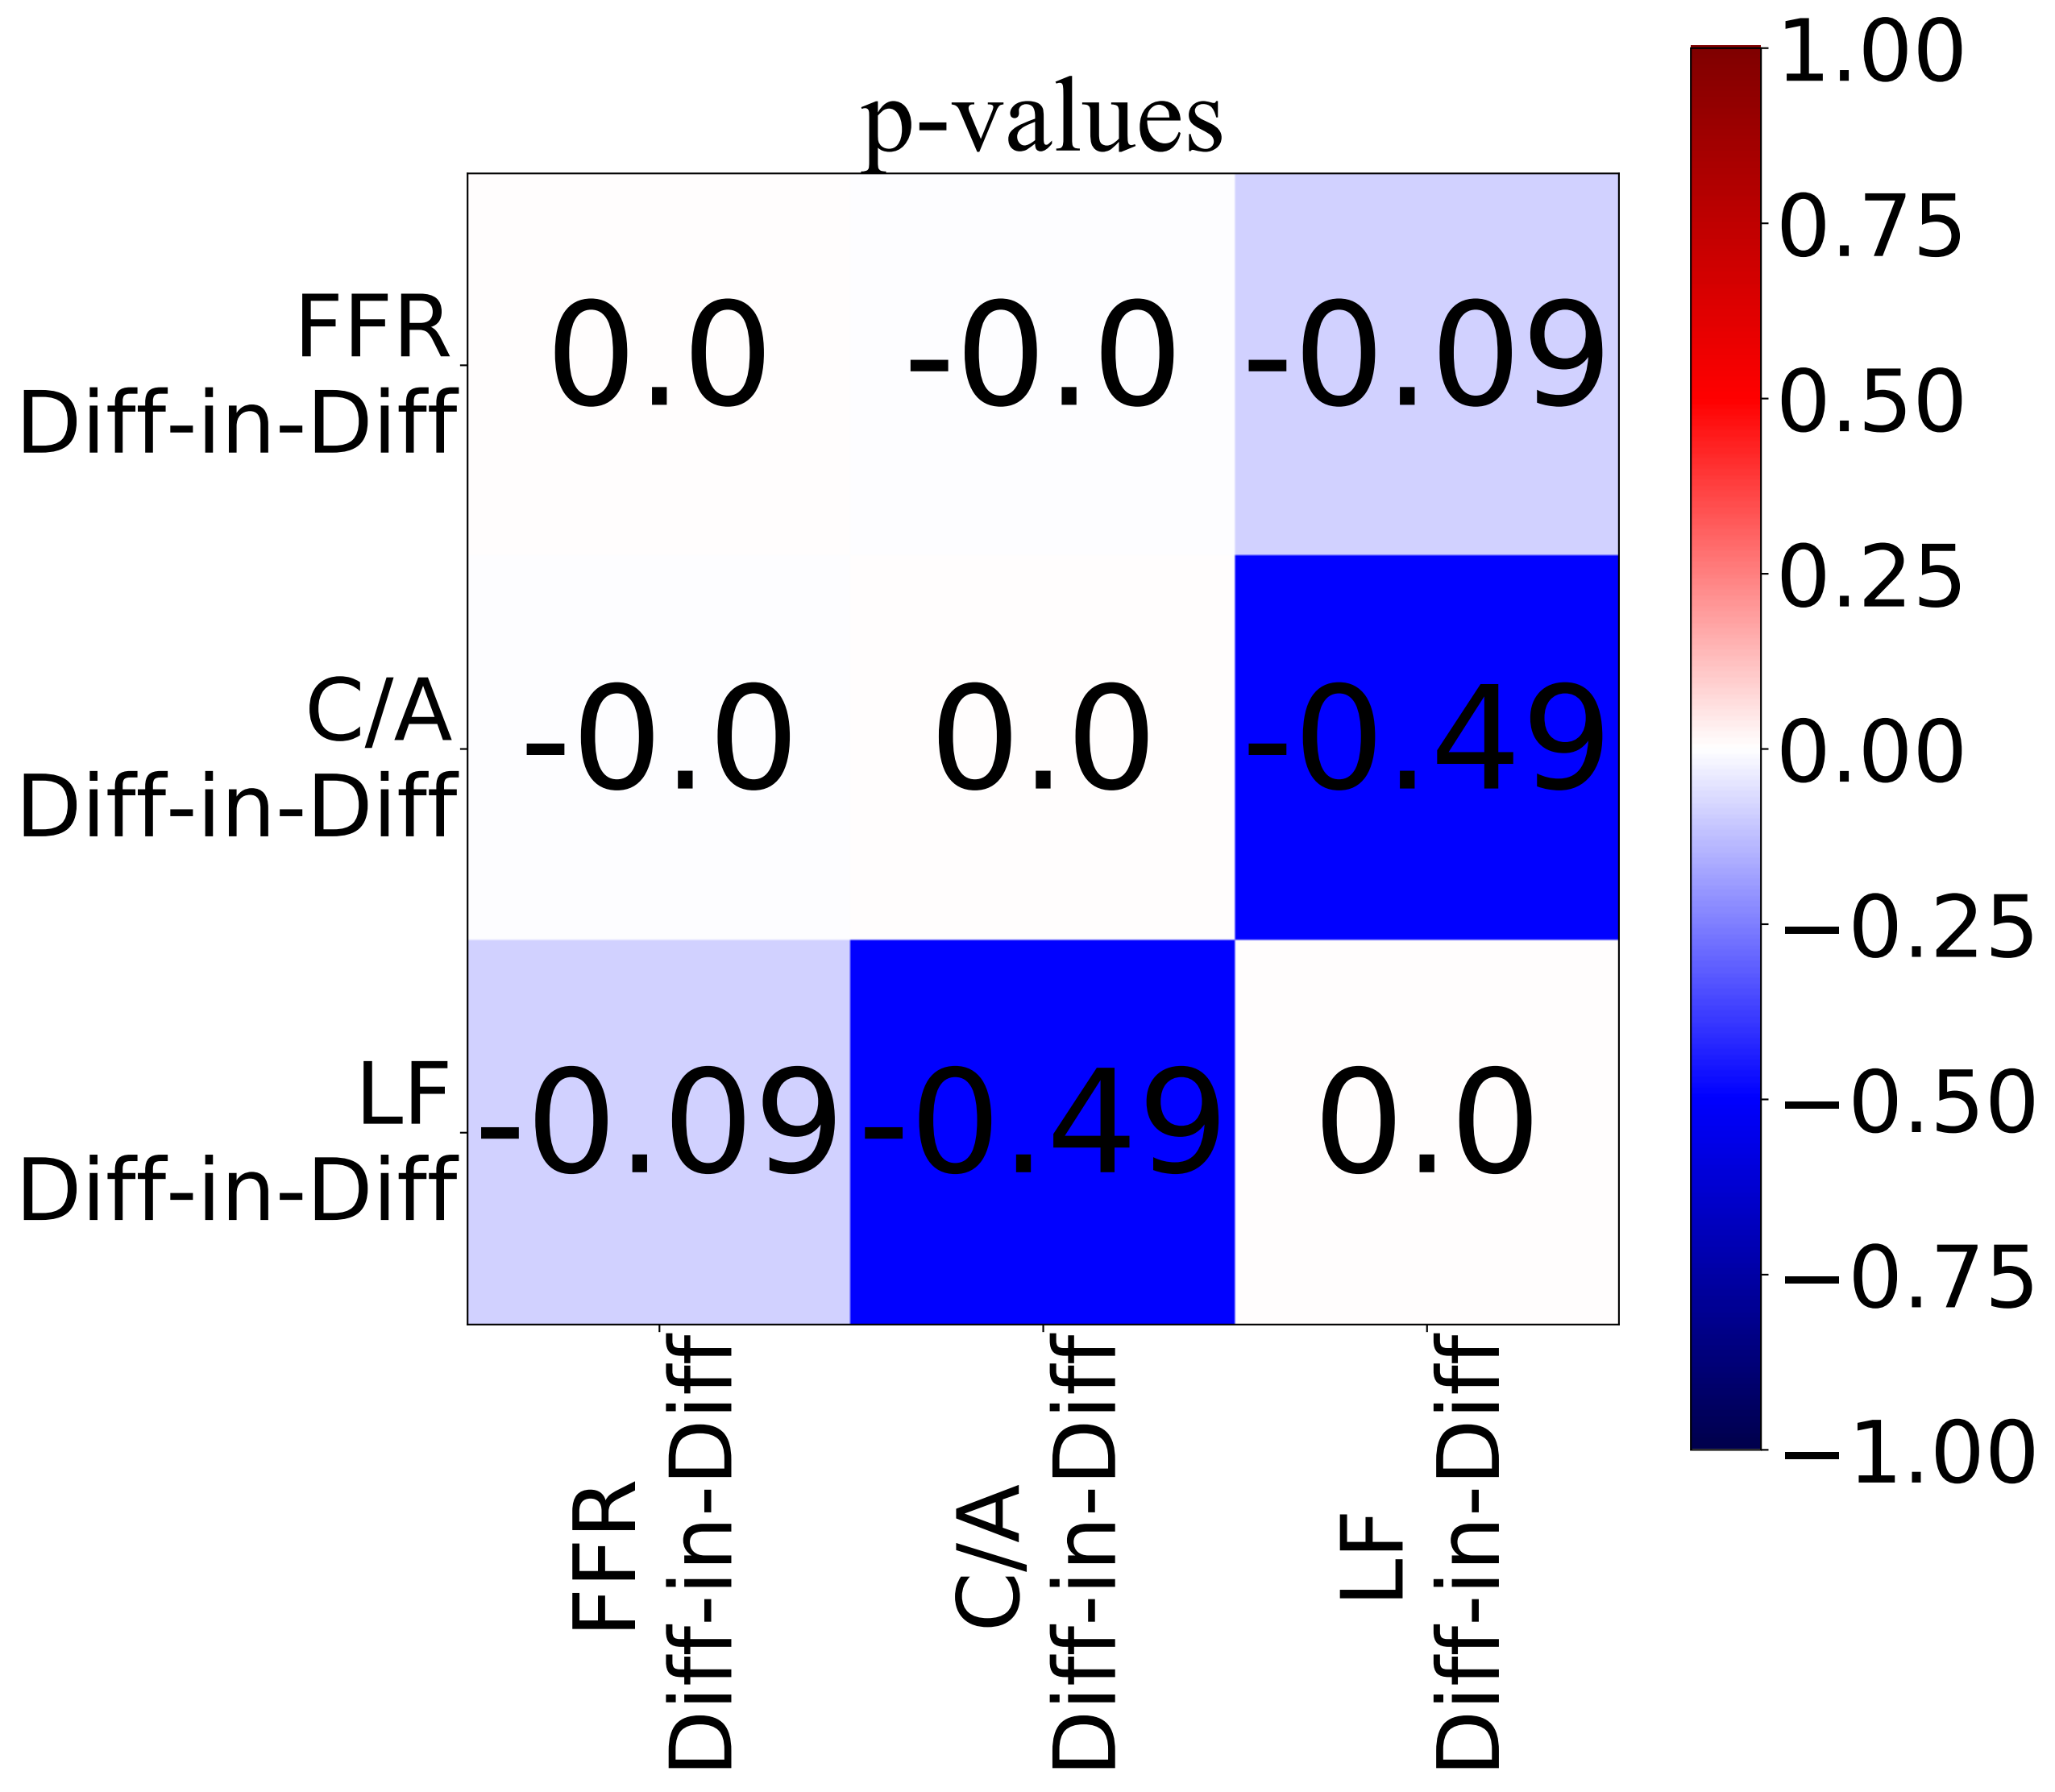 p-values
FFR
Diff-in-Diff
0.0 -0.0 -0.09
C/A
Diff-in-Diff
-0.0 0.0 -0.49
LF
Diff-in-Diff
-0.09 -0.49 0.0
FFR
Diff-in-Diff
C/A
Diff-in-Diff
LF
Diff-in-Diff
1.00
0.75
0.50
0.25
0.00
−0.25
−0.50
−0.75
−1.00